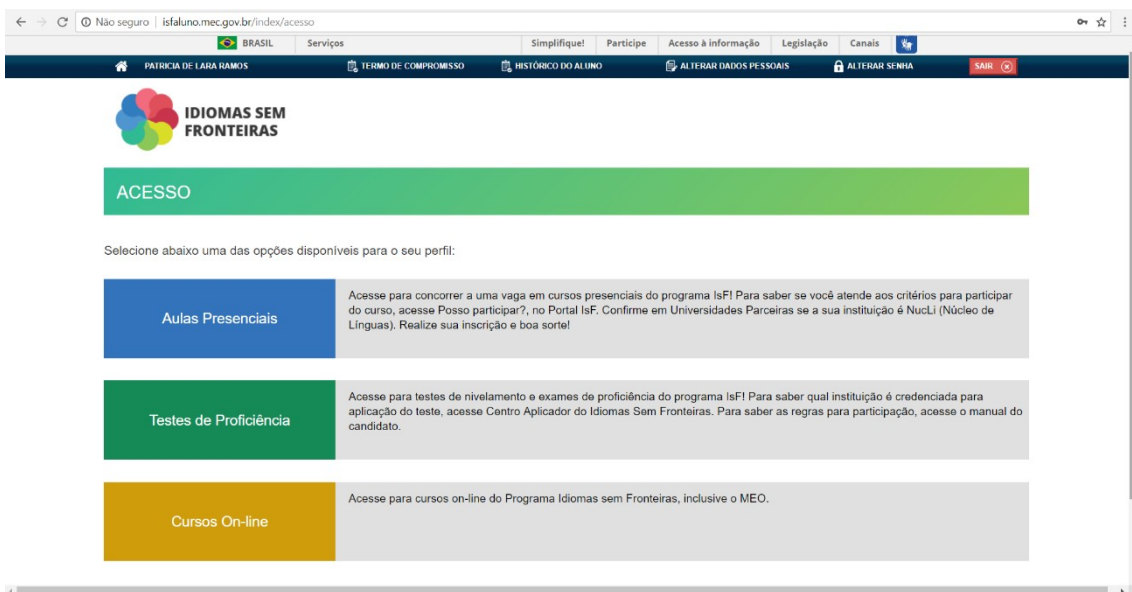 Não seguro | isfaluno.mec.gov.br/index/acesso
BRASIL Serviços Simplifique! Participe Acesso à informação Legislação Canais
PATRICIA DE LARA RAMOS TERMO DE COMPROMISSO HISTÓRICO DO ALUNO ALTERAR DADOS PESSOAIS ALTERAR SENHA SAIR
IDIOMAS SEM
FRONTEIRAS
ACESSO
Selecione abaixo uma das opções disponíveis para o seu perfil:
Aulas Presenciais
Acesse para concorrer a uma vaga em cursos presenciais do programa IsF! Para saber se você atende aos critérios para participar
do curso, acesse Posso participar?, no Portal IsF. Confirme em Universidades Parceiras se a sua instituição é NucLi (Núcleo de
Línguas). Realize sua inscrição e boa sorte!
Testes de Proficiência
Acesse para testes de nivelamento e exames de proficiência do programa IsF! Para saber qual instituição é credenciada para
aplicação do teste, acesse Centro Aplicador do Idiomas Sem Fronteiras. Para saber as regras para participação, acesse o manual do
candidato.
Cursos On-line
Acesse para cursos on-line do Programa Idiomas sem Fronteiras, inclusive o MEO.